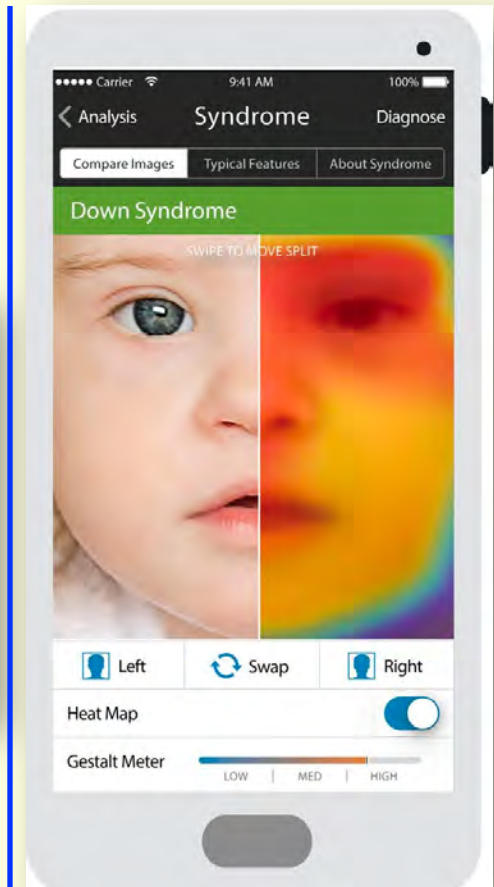 Carrier 9:41 AM 100%
Analysis Syndrome Diagnose
Compare Images Typical Features About Syndrome
Down Syndrome
SWIPE TO MOVE SPLIT
Left Swap Right
Heat Map
Gestalt Meter
LOW | MED | HIGH